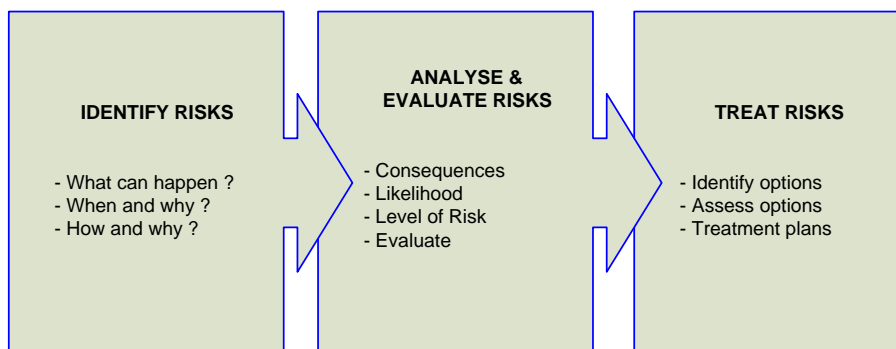 IDENTIFY RISKS
- What can happen ?
- When and why ?
- How and why ?
ANALYSE &
EVALUATE RISKS
- Consequences
- Likelihood
- Level of Risk
- Evaluate
TREAT RISKS
- Identify options
- Assess options
- Treatment plans